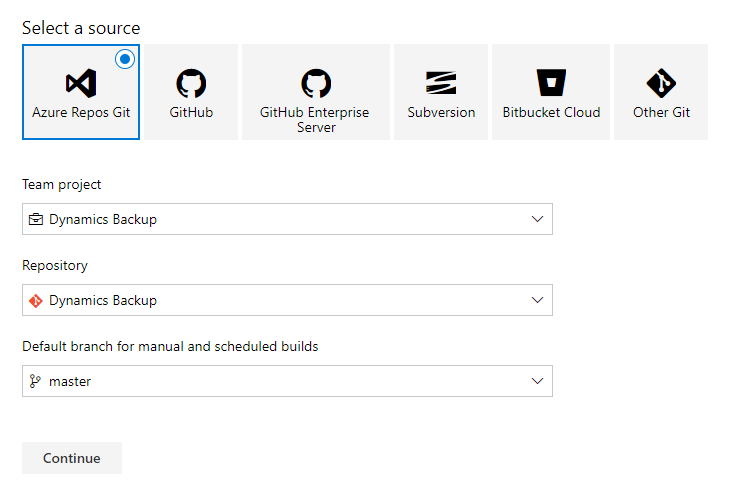 Select a source
Azure Repos Git
GitHub
GitHub Enterprise
Server
Subversion
Bitbucket Cloud
Other Git
Team project
Dynamics Backup
Repository
Dynamics Backup
Default branch for manual and scheduled builds
master
Continue